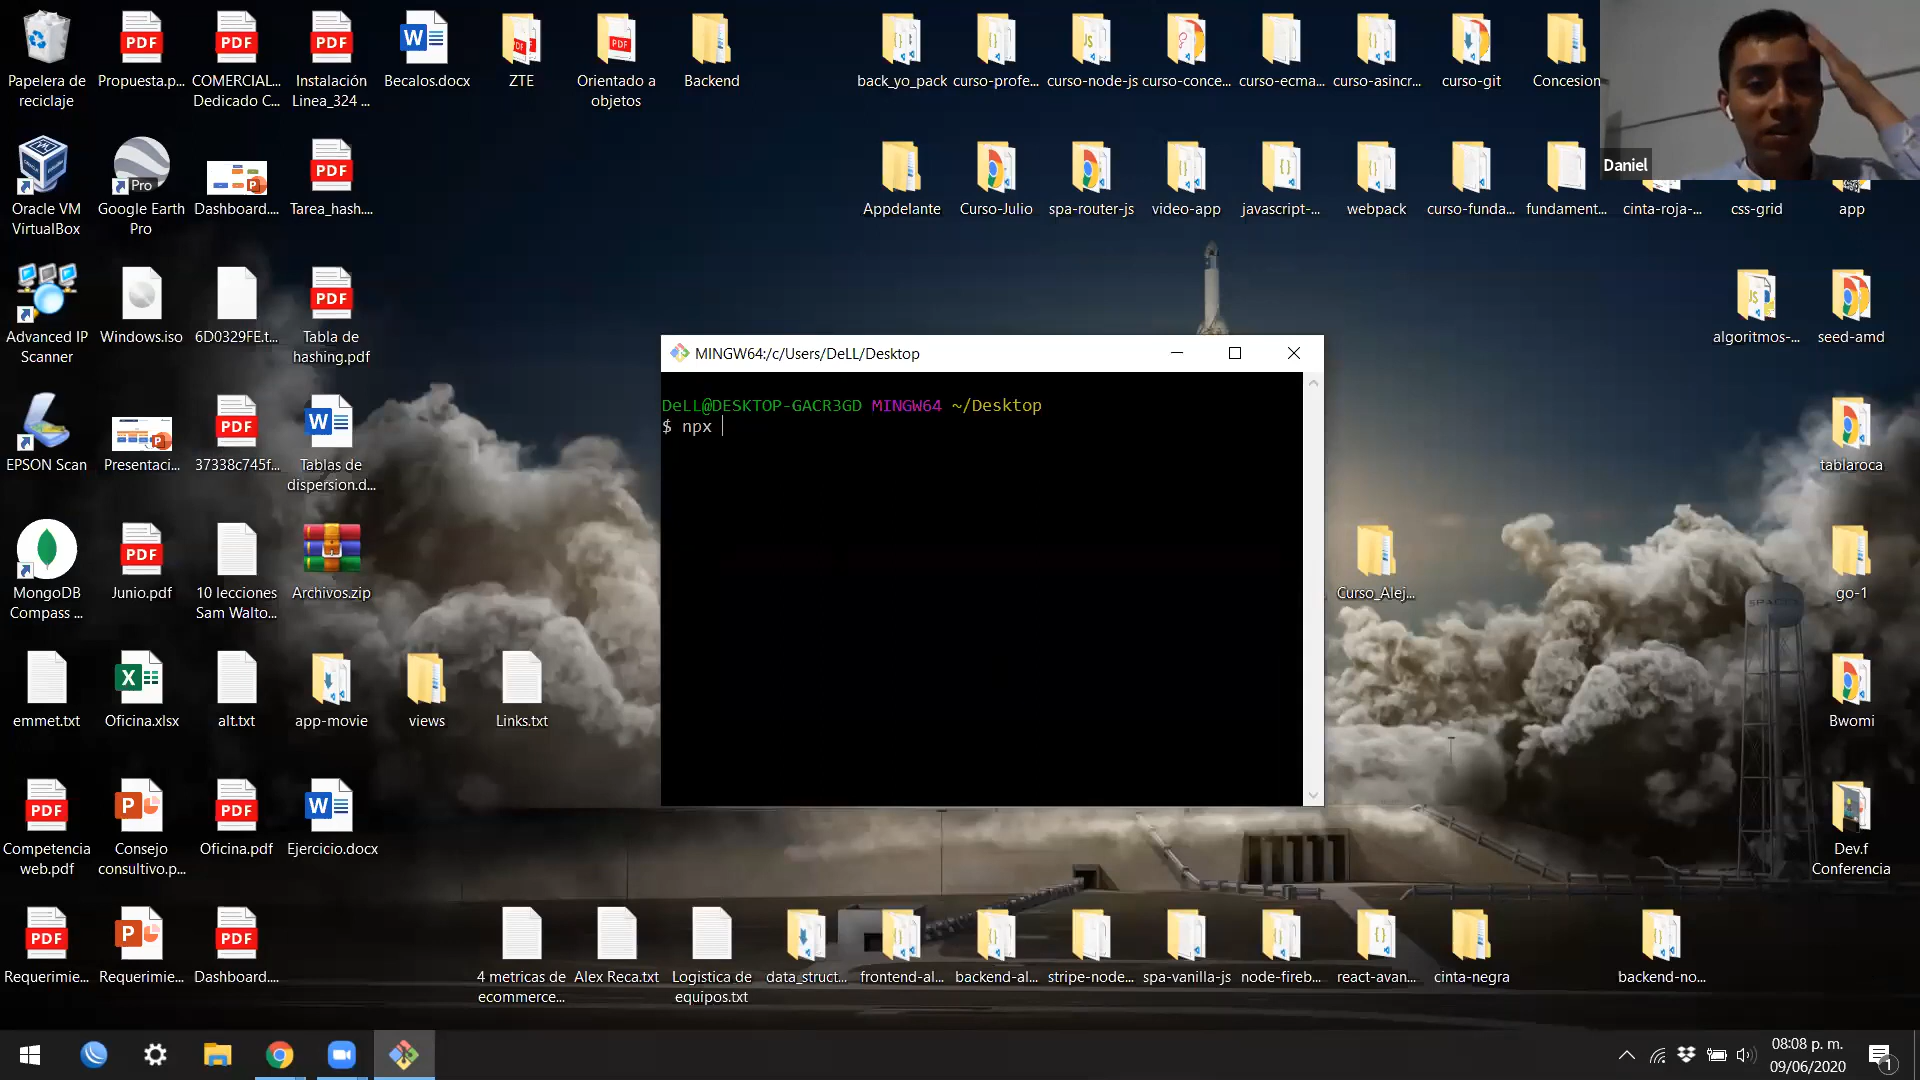 Papelera de
reciclaje
Propuesta.p...
COMERCIAL...
Dedicado C...
Instalación
Linea_324 ...
Becalos.docx
ZTE
Orientado a
objetos
Backend
back_yo_pack
curso-profe...
curso-node-js
curso-conce...
curso-ecma...
curso-asincr...
curso-git
Concesion
Daniel
Oracle VM
VirtualBox
Google Earth
Pro
Dashboard....
Tarea_hash....
Appdelante
Curso-Julio
spa-router-js
video-app
javascript-...
webpack
curso-funda...
fundament...
cinta-roja-...
css-grid
app
Advanced IP
Scanner
Windows.iso
6D0329FE.t...
Tabla de
hashing.pdf
algoritmos-...
seed-amd
MINGW64:/c/Users/DeLL/Desktop
DeLL@DESKTOP-GACR3GD MINGW64 ~/Desktop
$ npx
EPSON Scan
Presentaci...
37338c745f...
Tablas de
dispersion.d...
tablaroca
MongoDB
Compass ...
Junio.pdf
10 lecciones
Sam Walto...
Archivos.zip
Curso_Alej...
go-1
SPACEX
emmet.txt
Oficina.xlsx
alt.txt
app-movie
views
Links.txt
Bwomi
Competencia
web.pdf
Consejo
consultivo.p...
Oficina.pdf
Ejercicio.docx
Dev.f
Conferencia
Requerimie...
Requerimie...
Dashboard....
4 metricas de
ecommerce...
Alex Reca.txt
Logistica de
equipos.txt
data_struct...
frontend-al...
backend-al...
stripe-node...
spa-vanilla-js
node-fireb...
react-avan...
cinta-negra
backend-no...
08:08 p. m.
09/06/2020
1